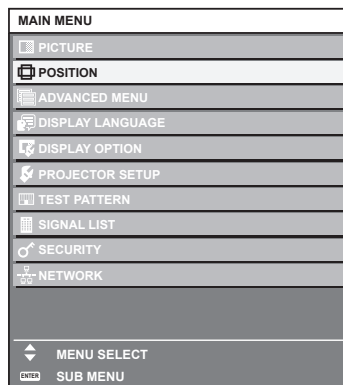 MAIN MENU
PICTURE
POSITION
ADVANCED MENU
DISPLAY LANGUAGE
DISPLAY OPTION
PROJECTOR SETUP
TEST PATTERN
SIGNAL LIST
SECURITY
NETWORK
MENU SELECT
ENTER SUB MENU